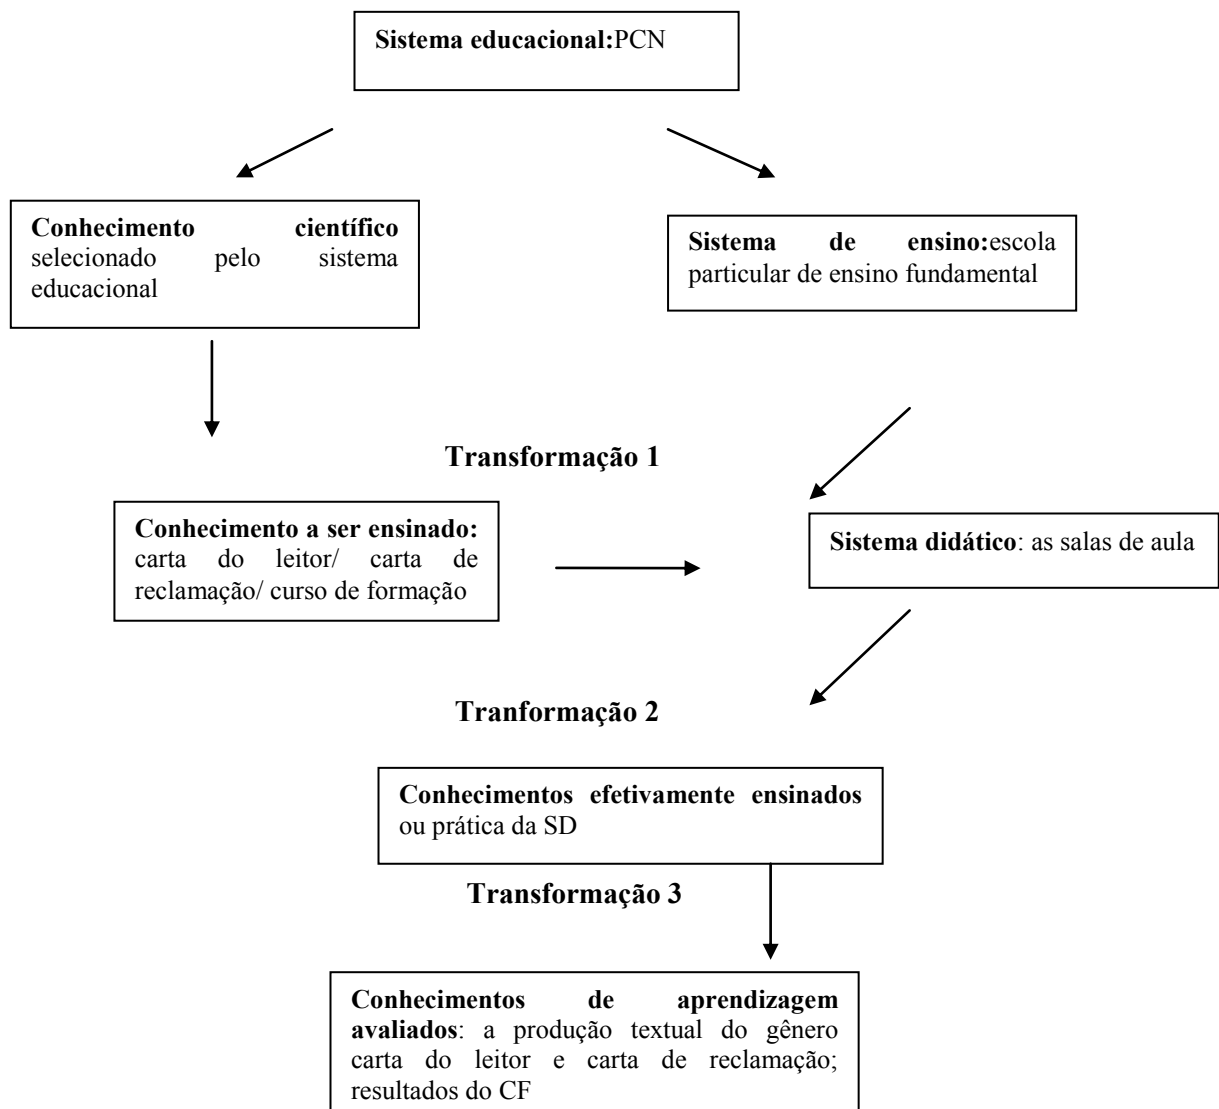 Sistema educacional:PCN
Conhecimento científico
selecionado pelo sistema
educacional
Sistema de ensino:escola
particular de ensino fundamental
Transformação 1
Conhecimento a ser ensinado:
carta do leitor/ carta de
reclamação/ curso de formação
Sistema didático: as salas de aula
Tranformação 2
Conhecimentos efetivamente ensinados
ou prática da SD
Transformação 3
Conhecimentos de aprendizagem
avaliados: a produção textual do gênero
carta do leitor e carta de reclamação;
resultados do CF